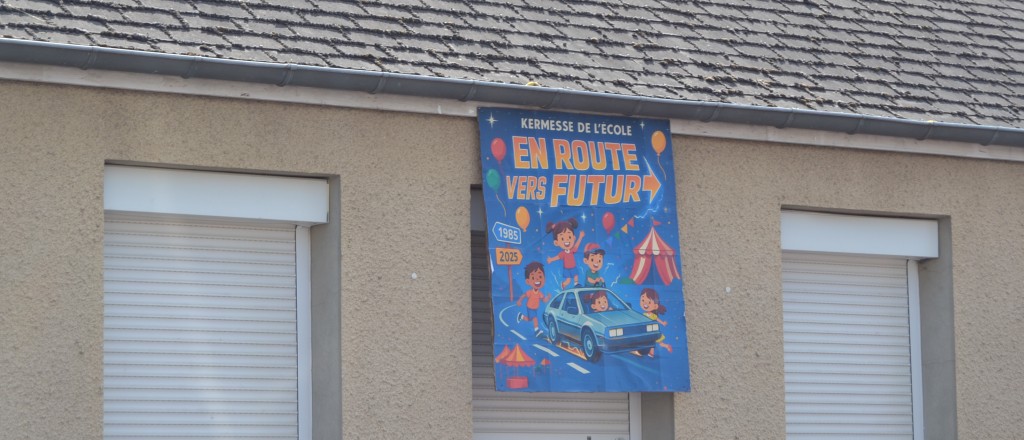 KERMESSE DE L'ECOLE
EN ROUTE
VERS FUTUR
1985
2025